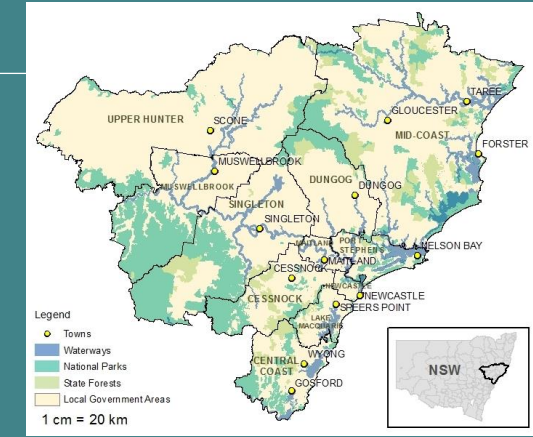 TAREE
GLOUCESTER
UPPER HUNTER
SCONE
MID-COAST
FORSTER
MUSWELLBROOK
DUNGOG
DUNGOG
MUSWELLBROOK
SINGLETON
SINGLETON
PORT
STEPHENS
MAITLAND
NELSON BAY
MAITLAND
CESSNOCK
NEWCASTLE
NEWCASTLE
CESSNOCK
SPEERS POINT
LAKE
MACQUARIE
WYONG
CENTRAL
COAST
GOSFORD
Legend
Towns
Waterways
National Parks
State Forests
Local Government Areas
1 cm = 20 km
NSW